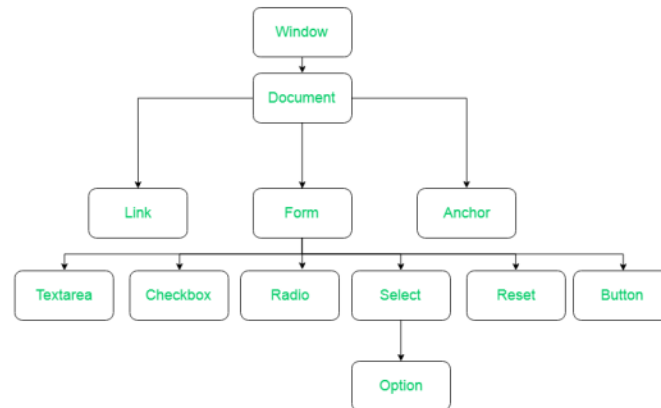 Window
Document
Link
Form
Anchor
Textarea
Checkbox
Radio
Select
Reset
Button
Option